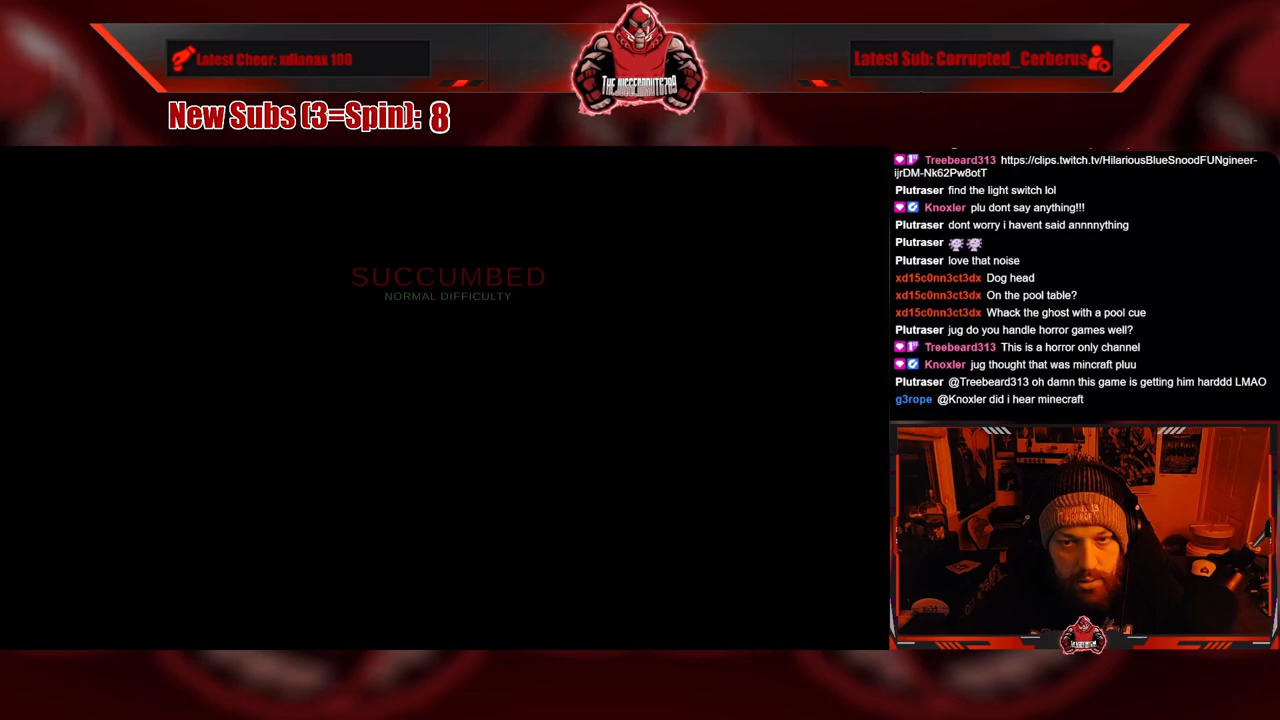 Latest Cheer: xdianax 100
THEJUGGERNAUT6789
Latest Sub: Corrupted_Cerberus
New Subs (3=Spin): 8
SUCCUMBED
NORMAL DIFFICULTY
Treebeard313 https://clips.twitch.tv/HilariousBlueSnoodFUNgineer-
ijrDM-Nk62Pw8otT
Plutraser find the light switch lol
Knoxler plu dont say anything!!!
Plutraser dont worry i havent said annnnything
Plutraser
Plutraser love that noise
xd15c0nn3ct3dx Dog head
xd15c0nn3ct3dx On the pool table?
xd15c0nn3ct3dx Whack the ghost with a pool cue
Plutraser jug do you handle horror games well?
Treebeard313 This is a horror only channel
Knoxler jug thought that was mincraft pluu
Plutraser @Treebeard313 oh damn this game is getting him harddd LMAO
g3rope @Knoxler did i hear minecraft